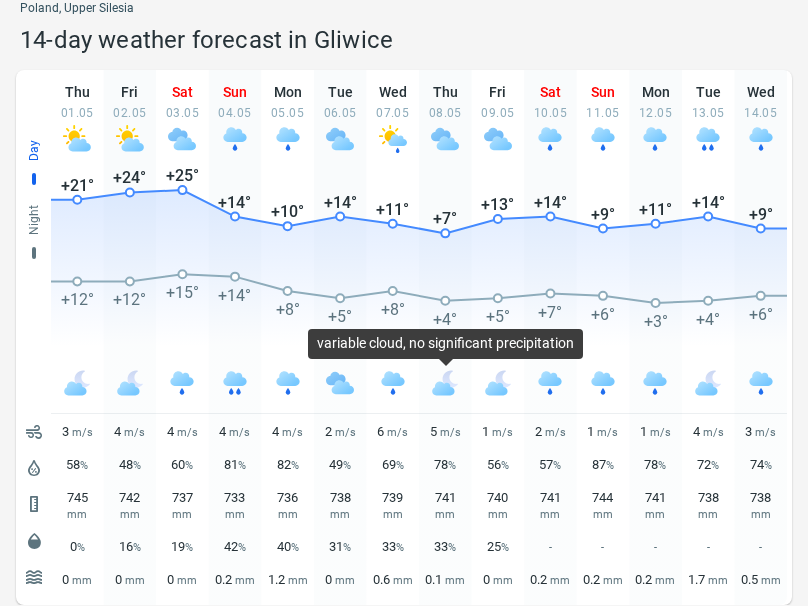 Poland, Upper Silesia
14-day weather forecast in Gliwice
Thu Fri Sat Sun Mon Tue Wed Thu Fri Sat Sun Mon Tue Wed
01.05 02.05 03.05 04.05 05.05 06.05 07.05 08.05 09.05 10.05 11.05 12.05 13.05 14.05
Day
+21° +24° +25° +14° +10° +14° +11° +7° +13° +14° +9° +11° +14° +9°
Night
+12° +12° +15° +14° +8° +5° +8° +4° +5° +7° +6° +3° +4° +6°
variable cloud, no significant precipitation
3 m/s 4 m/s 4 m/s 4 m/s 4 m/s 2 m/s 6 m/s 5 m/s 1 m/s 2 m/s 1 m/s 1 m/s 4 m/s 3 m/s
58% 48% 60% 81% 82% 49% 69% 78% 56% 57% 87% 78% 72% 74%
745 742 737 733 736 738 739 741 740 741 744 741 738 738
mm mm mm mm mm mm mm mm mm mm mm mm mm mm
0% 16% 19% 42% 40% 31% 33% 33% 25% - - - - -
0 mm 0 mm 0 mm 0.2 mm 1.2 mm 0 mm 0.6 mm 0.1 mm 0 mm 0.2 mm 0.2 mm 0.2 mm 1.7 mm 0.5 mm